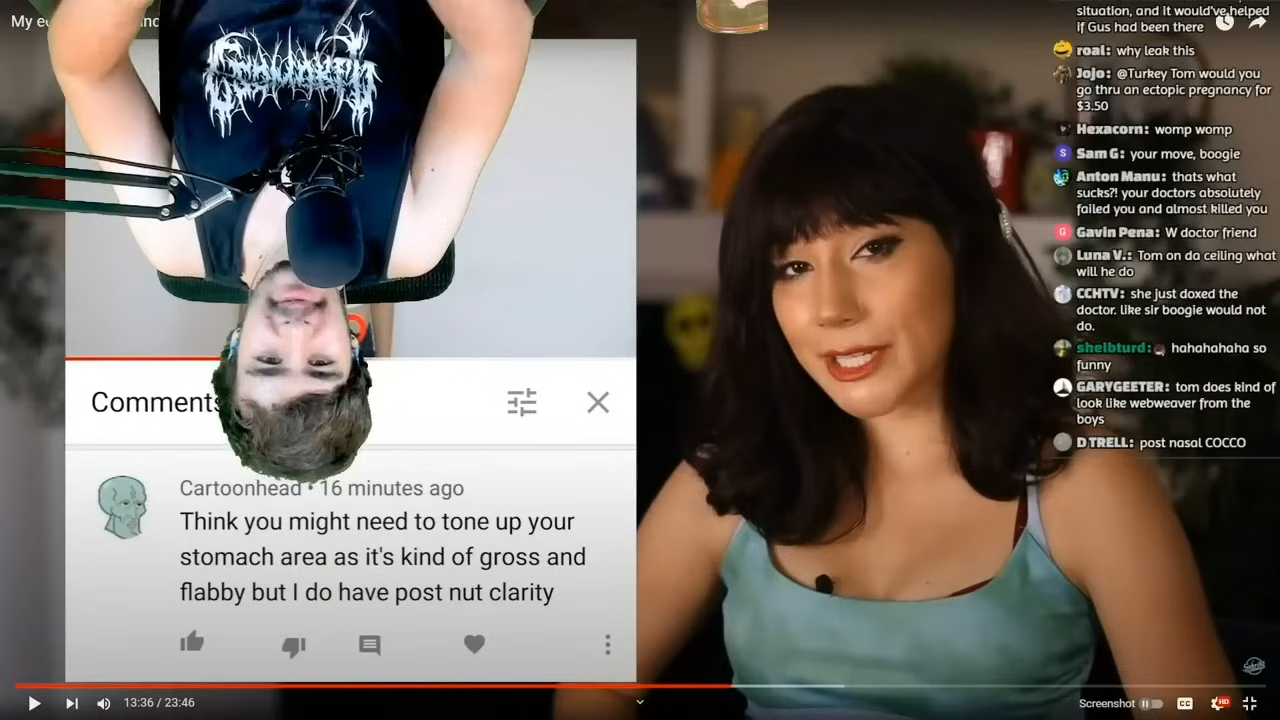 My e
situation, and it would've helped
if Gus had been there
roal: why leak this
Jojo: @Turkey Tom would you
go thru an ectopic pregnancy for
$3.50
Hexacorn: womp womp
S Sam G: your move, boogie
Anton Manu: thats what
sucks?! your doctors absolutely
failed you and almost killed you
G Gavin Pena: W doctor friend
Luna V.: Tom on da ceiling what
will he do
CCHTV: she just doxed the
doctor. like sir boogie would not
do.
shelbturd: hahahahaha so
funny
GARYGEETER: tom does kind of
look like webweaver from the
boys
D TRELL: post nasal COCCO
Comments
Cartoonhead • 16 minutes ago
Think you might need to tone up your
stomach area as it's kind of gross and
flabby but I do have post nut clarity
13:36 / 23:46
Screenshot
CC
HD